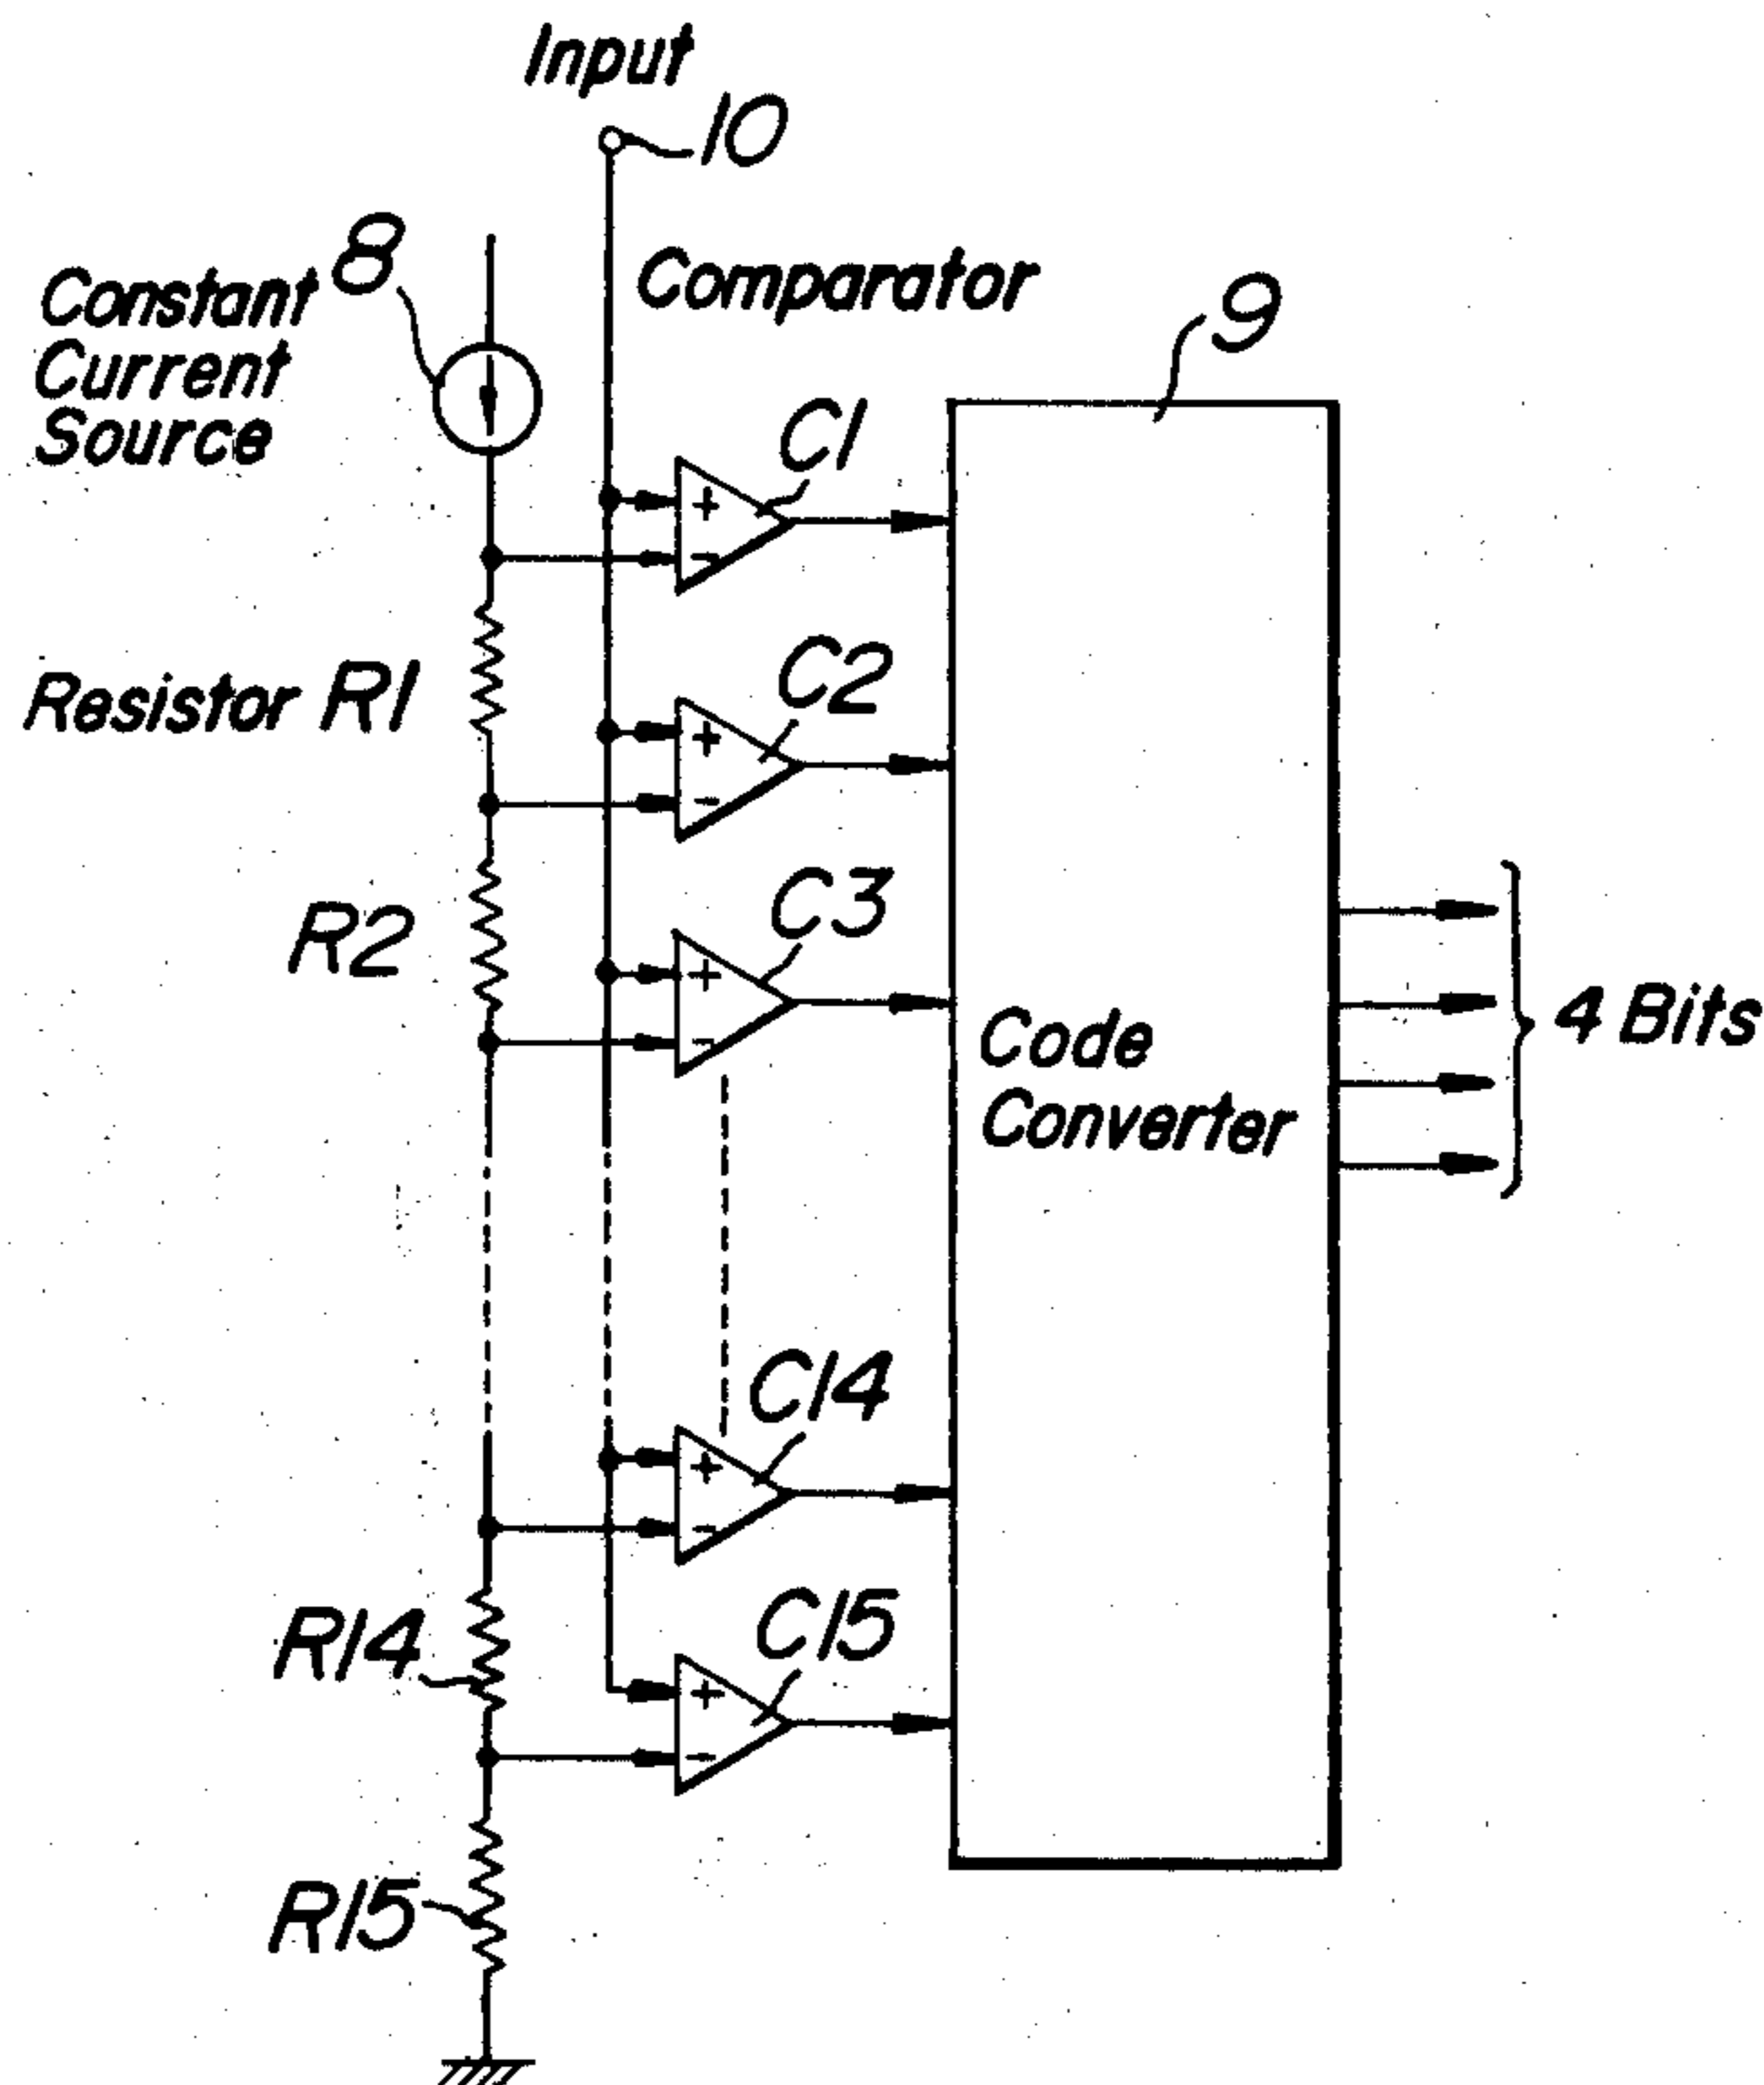 Input
10
8
Constant
Current
Source
Comparator
9
C1
+
-
Resistor R1
C2
+
-
R2
C3
+
-
Code
Converter
4 Bits
C14
+
-
R14
C15
+
-
R15